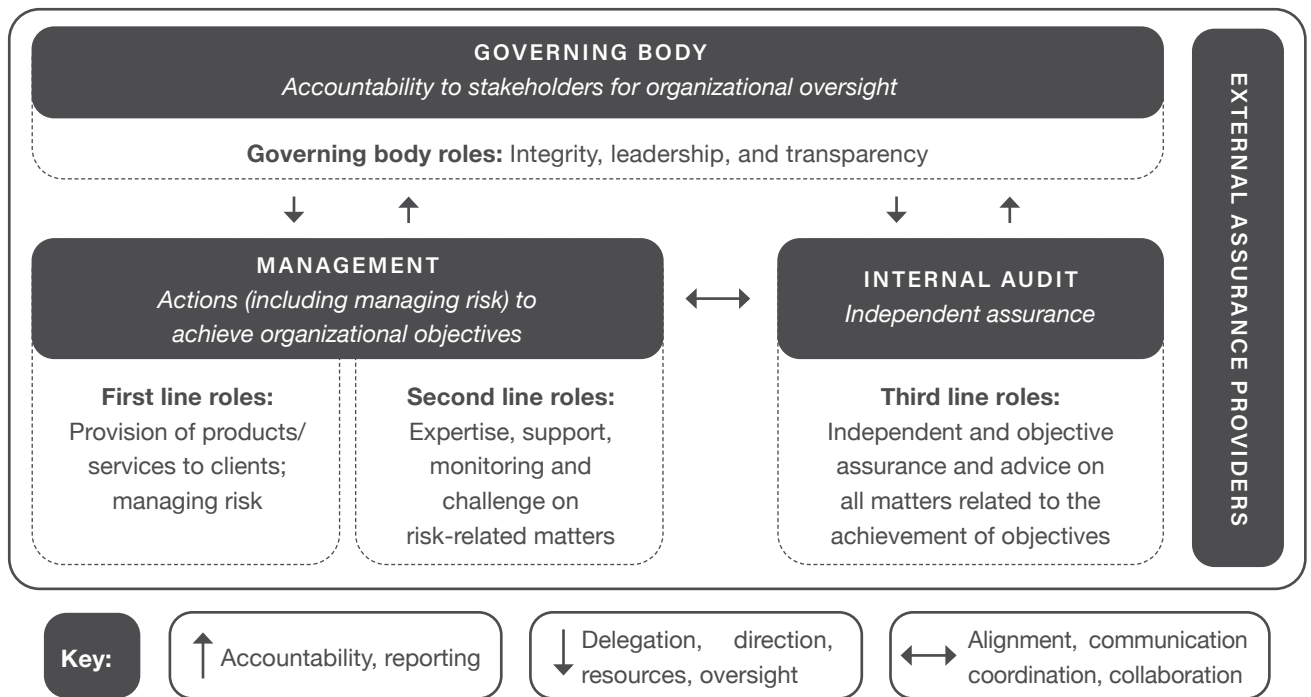 GOVERNING BODY
Accountability to stakeholders for organizational oversight
Governing body roles: Integrity, leadership, and transparency
MANAGEMENT
Actions (including managing risk) to
achieve organizational objectives
First line roles:
Provision of products/
services to clients;
managing risk
Second line roles:
Expertise, support,
monitoring and
challenge on
risk-related matters
INTERNAL AUDIT
Independent assurance
Third line roles:
Independent and objective
assurance and advice on
all matters related to the
achievement of objectives
EXTERNAL ASSURANCE PROVIDERS
Key:
Accountability, reporting
Delegation, direction,
resources, oversight
Alignment, communication
coordination, collaboration